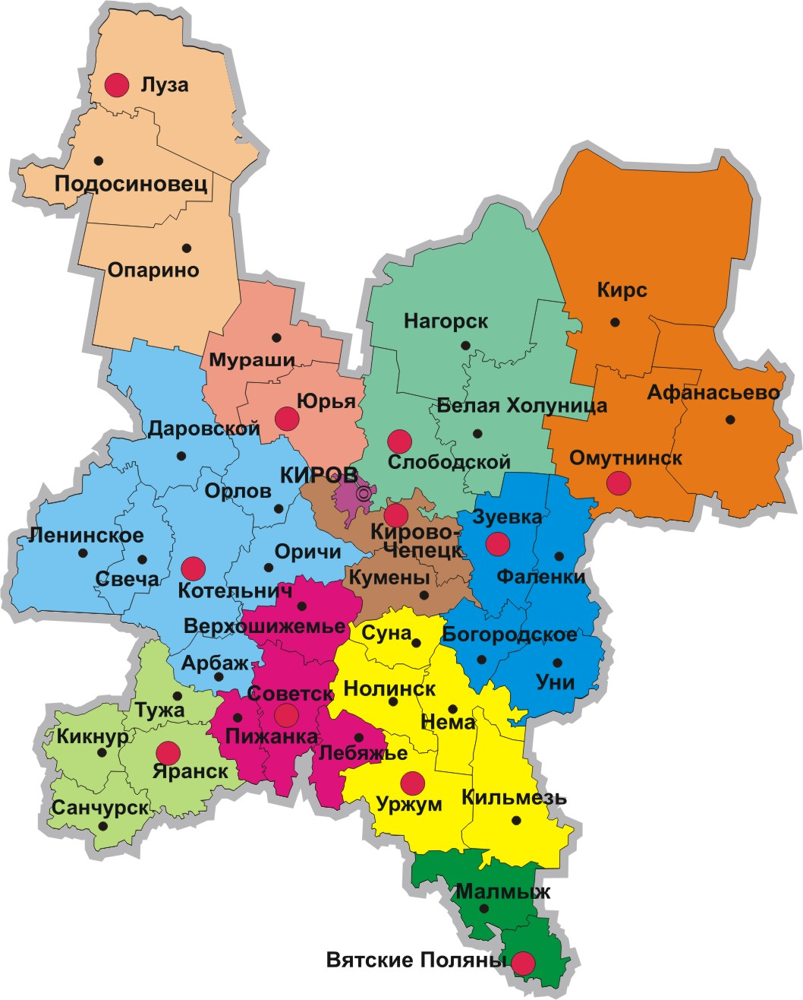 Луза
Подосиновец
Опарино
Кирс
Нагорск
Мураши
Афанасьево
Юрья
Белая Холуница
Даровской
Омутнинск
Слободской
КИРОВ
Орлов
Зуевка
Кирово-
Чепецк
Ленинское
Оричи
Свеча
Фаленки
Кумены
Котельнич
Верхошижемье
Суна
Богородское
Арбаж
Уни
Нолинск
Советск
Тужа
Нема
Кикнур
Пижанка
Лебяжье
Яранск
Кильмезь
Уржум
Санчурск
Малмыж
Вятские Поляны